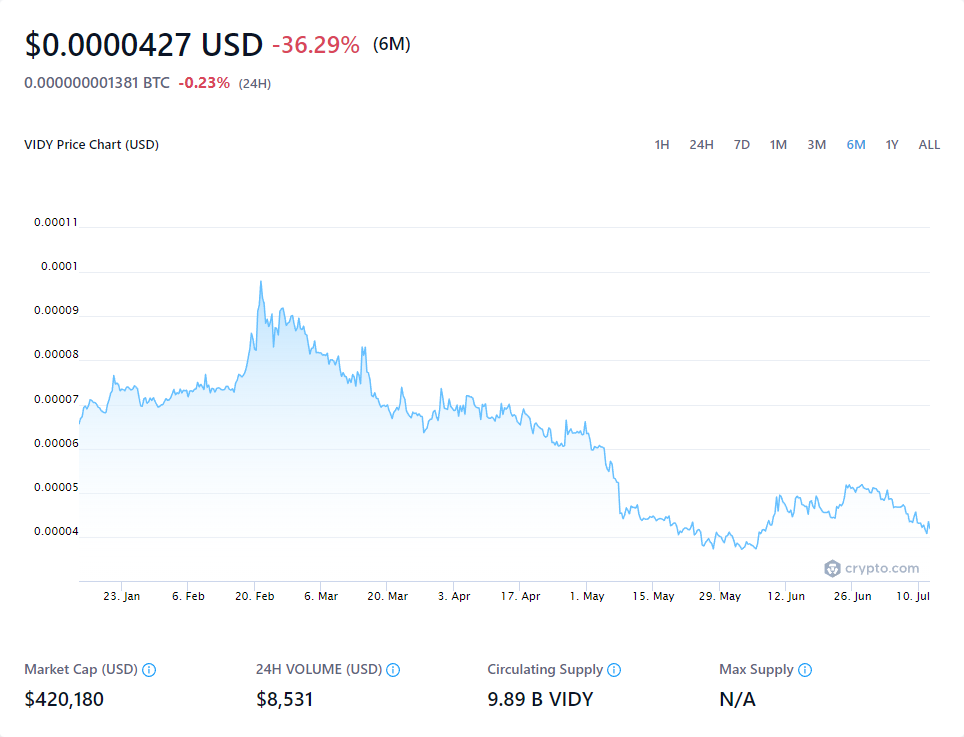 $0.0000427 USD -36.29% (6M)
0.000000001381 BTC -0.23% (24H)
VIDY Price Chart (USD) 1H 24H 7D 1M 3M 6M 1Y ALL
0.00011
0.0001
0.00009
0.00008
0.00007
0.00006
0.00005
0.00004
crypto.com
23. Jan 6. Feb 20. Feb 6. Mar 20. Mar 3. Apr 17. Apr 1. May 15. May 29. May 12. Jun 26. Jun 10. Jul
Market Cap (USD) 24H VOLUME (USD) Circulating Supply Max Supply
$420,180 $8,531 9.89 B VIDY N/A